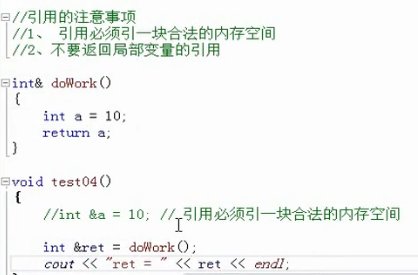 //引用的注意事项
//1、 引用必须引一块合法的内存空间
//2、不要返回局部变量的引用
int& doWork()
{
int a = 10;
return a;
}
void test04()
{
//int &a = 10; // 引用必须引一块合法的内存空间
int &ret = doWork();
cout << "ret = " << ret << endl;